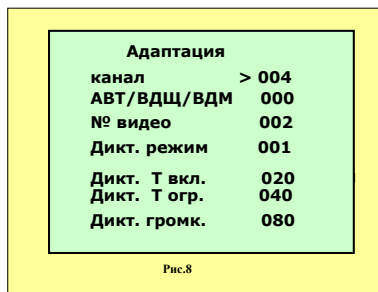 Адаптация
канал > 004
АВТ/ВДЩ/ВДМ 000
№ видео 002
Дикт. режим 001
Дикт. Т вкл. 020
Дикт. Т огр. 040
Дикт. громк. 080
Рис.8